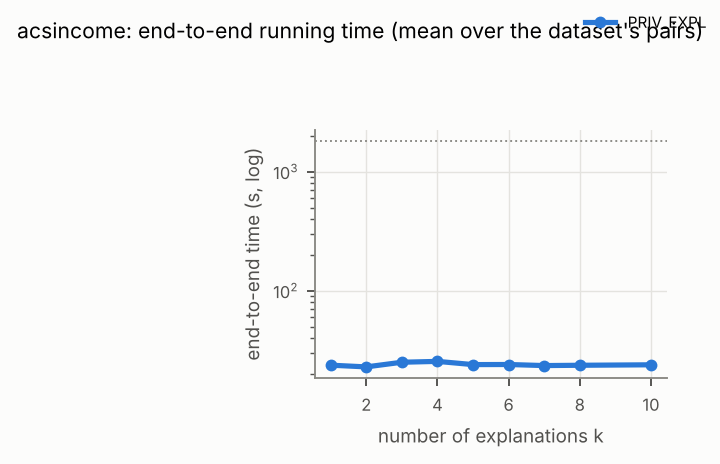 PRIV_EXPL
acsincome: end-to-end running time (mean over the dataset's pairs)
end-to-end time (s, log)
10³
10²
2 4 6 8 10
number of explanations k